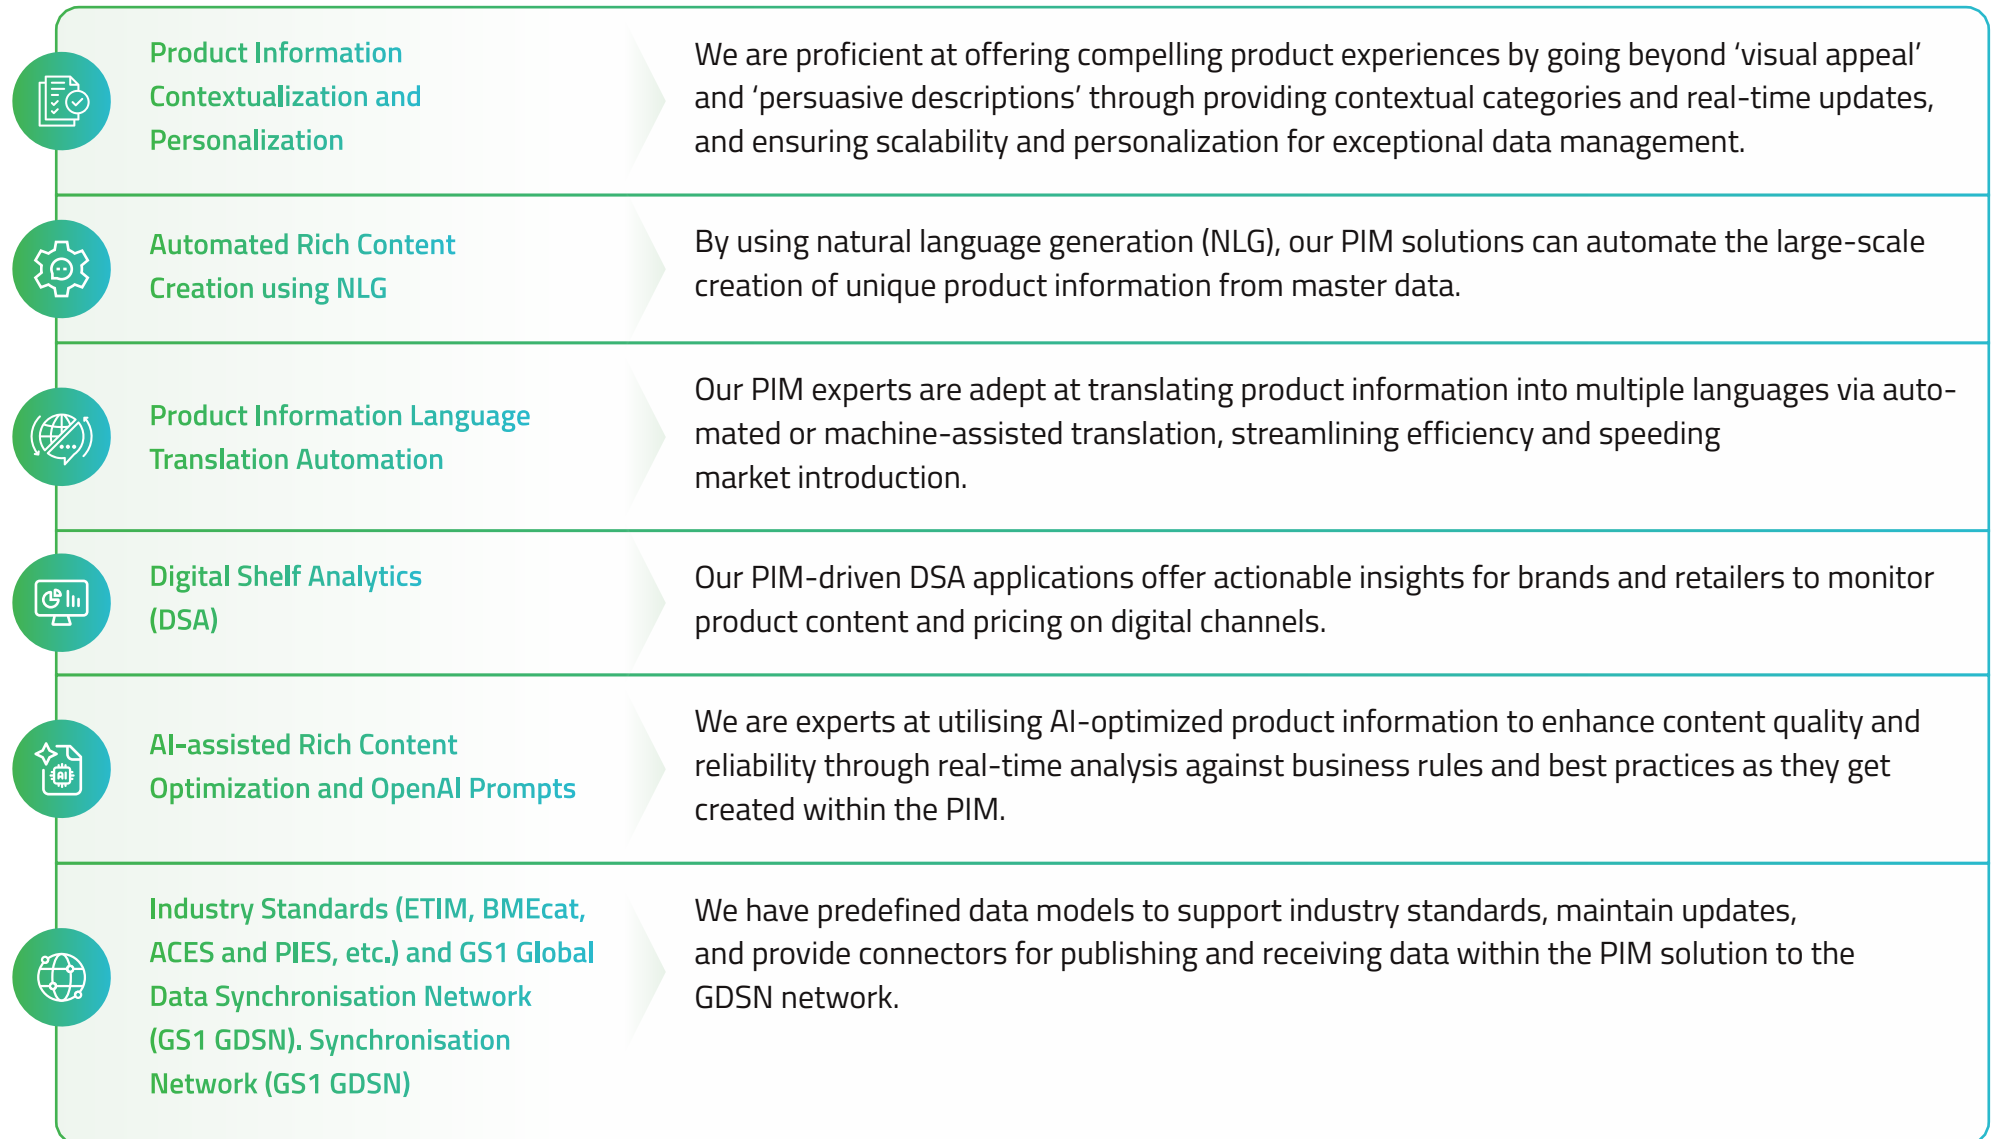 Product Information
Contextualization and
Personalization
We are proficient at offering compelling product experiences by going beyond ‘visual appeal’
and ‘persuasive descriptions’ through providing contextual categories and real-time updates,
and ensuring scalability and personalization for exceptional data management.
Automated Rich Content
Creation using NLG
By using natural language generation (NLG), our PIM solutions can automate the large-scale
creation of unique product information from master data.
Product Information Language
Translation Automation
Our PIM experts are adept at translating product information into multiple languages via auto-
mated or machine-assisted translation, streamlining efficiency and speeding
market introduction.
Digital Shelf Analytics
(DSA)
Our PIM-driven DSA applications offer actionable insights for brands and retailers to monitor
product content and pricing on digital channels.
AI-assisted Rich Content
Optimization and OpenAI Prompts
We are experts at utilising AI-optimized product information to enhance content quality and
reliability through real-time analysis against business rules and best practices as they get
created within the PIM.
AI
Industry Standards (ETIM, BMEcat,
ACES and PIES, etc.) and GS1 Global
Data Synchronisation Network
(GS1 GDSN). Synchronisation
Network (GS1 GDSN)
We have predefined data models to support industry standards, maintain updates,
and provide connectors for publishing and receiving data within the PIM solution to the
GDSN network.